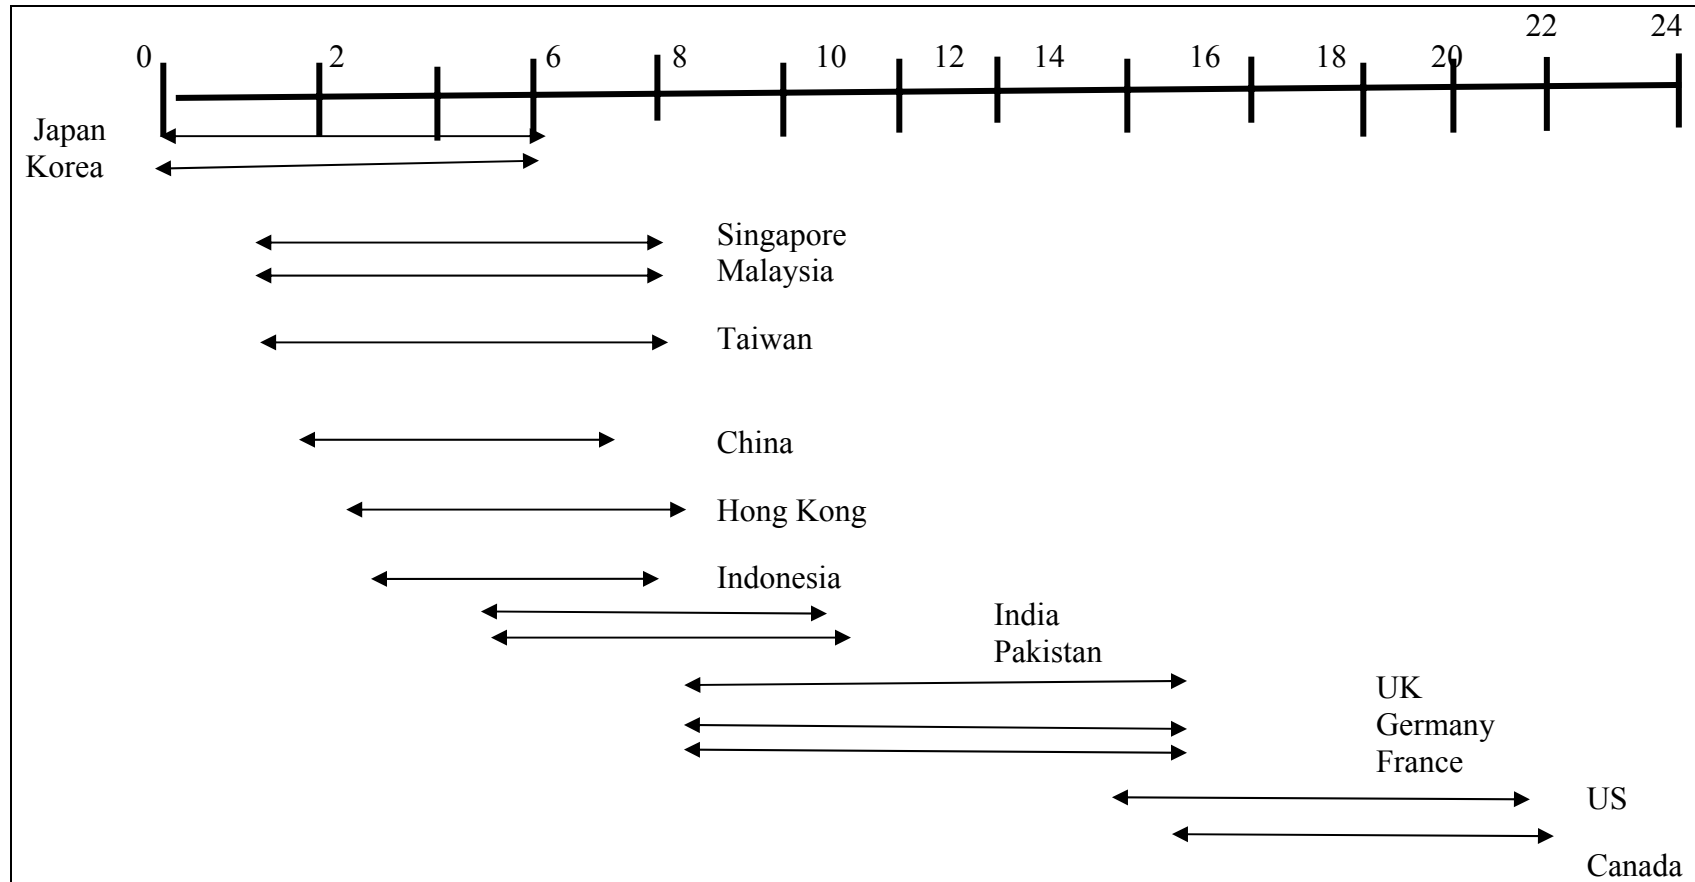 22 24
0 2 6 8 10 12 14 16 18 20
Japan
Korea
Singapore
Malaysia
Taiwan
China
Hong Kong
Indonesia
India
Pakistan
UK
Germany
France
US
Canada